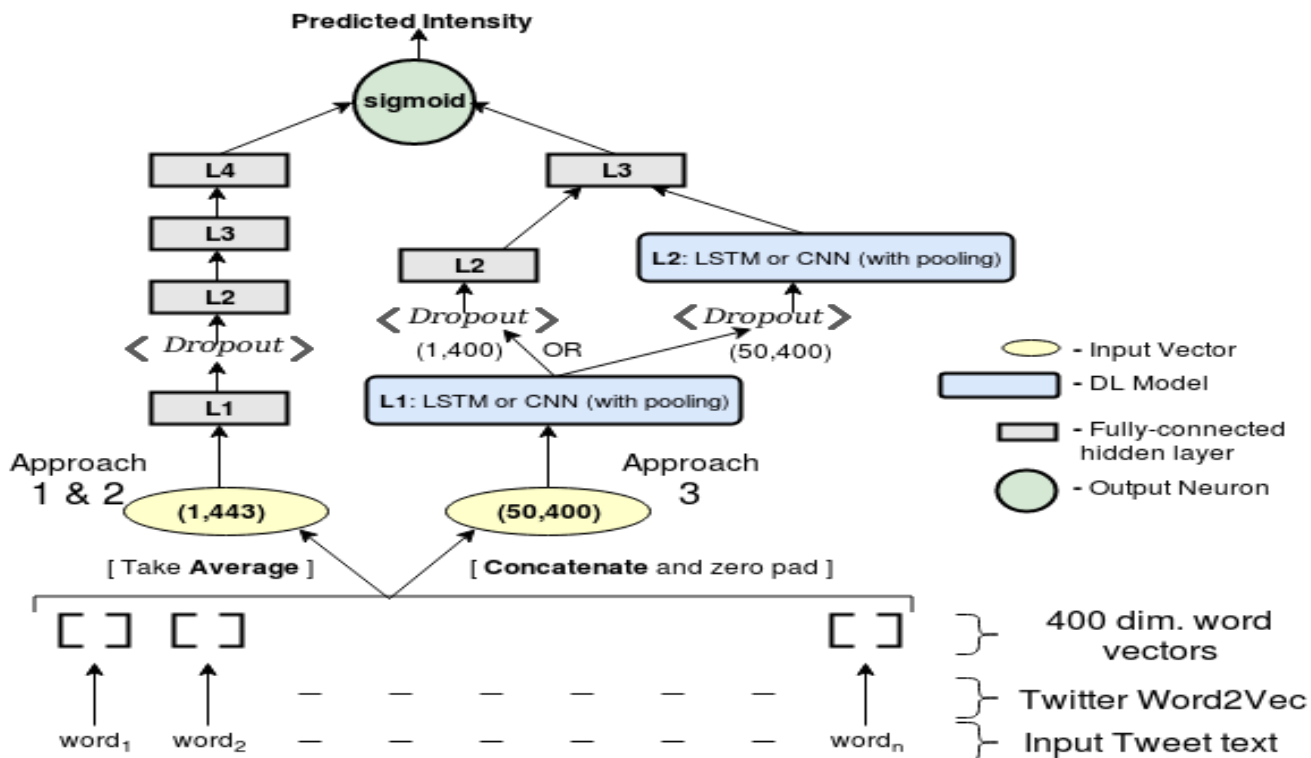 Predicted Intensity
sigmoid
L4
L3
L3
L2: LSTM or CNN (with pooling)
L2
L2
Dropout
Dropout
Dropout
(1,400) OR (50,400)
L1
L1: LSTM or CNN (with pooling)
- Input Vector
- DL Model
- Fully-connected
hidden layer
- Output Neuron
Approach
1 & 2
Approach
3
(1,443)
(50,400)
[ Take Average ]
[ Concatenate and zero pad ]
[ ] [ ] [ ]
400 dim. word
vectors
_ _ _ _ _ _
Twitter Word2Vec
word1 word2 _ _ _ _ _ _ wordn
Input Tweet text